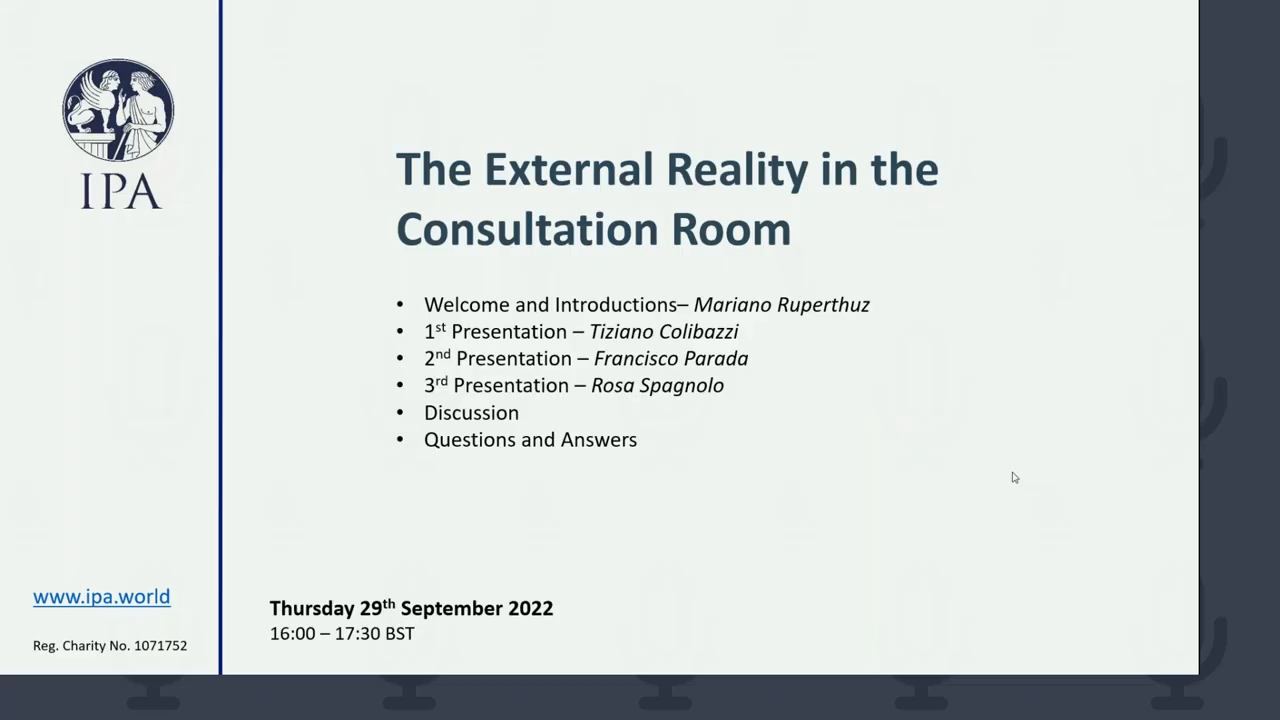 IPA
The External Reality in the
Consultation Room
• Welcome and Introductions– Mariano Ruperthuz
• 1st Presentation – Tiziano Colibazzi
• 2nd Presentation – Francisco Parada
• 3rd Presentation – Rosa Spagnolo
• Discussion
• Questions and Answers
www.ipa.world
Reg. Charity No. 1071752
Thursday 29th September 2022
16:00 – 17:30 BST